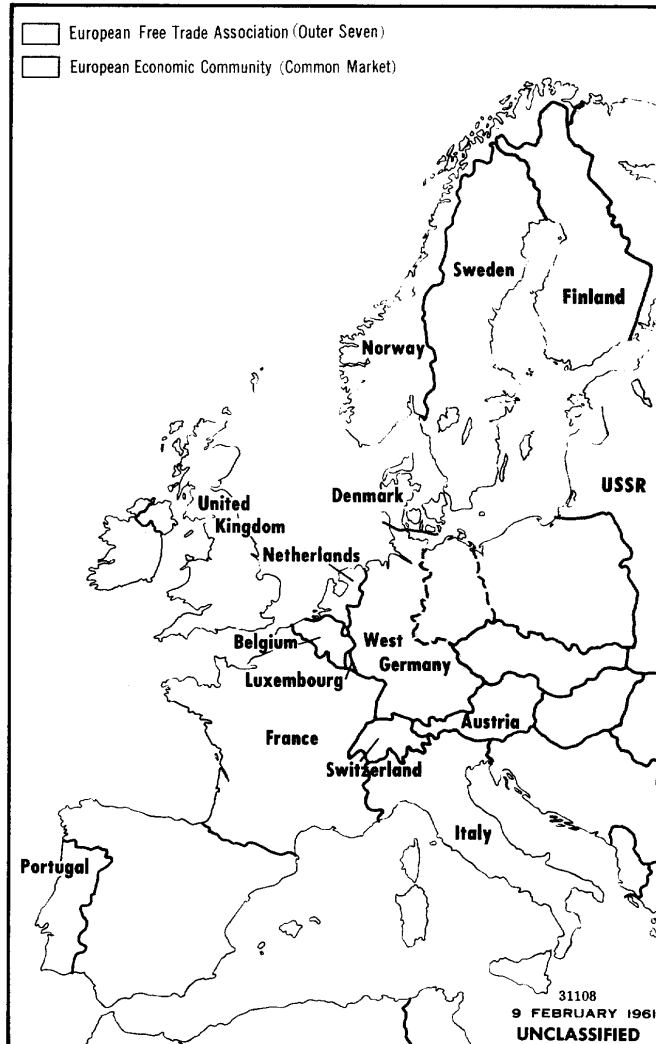 European Free Trade Association (Outer Seven)
European Economic Community (Common Market)
Sweden
Finland
Norway
Denmark
USSR
United
Kingdom
Netherlands
Belgium
West
Germany
Luxembourg
Austria
France
Switzerland
Italy
Portugal
31108
9 FEBRUARY 1961
UNCLASSIFIED